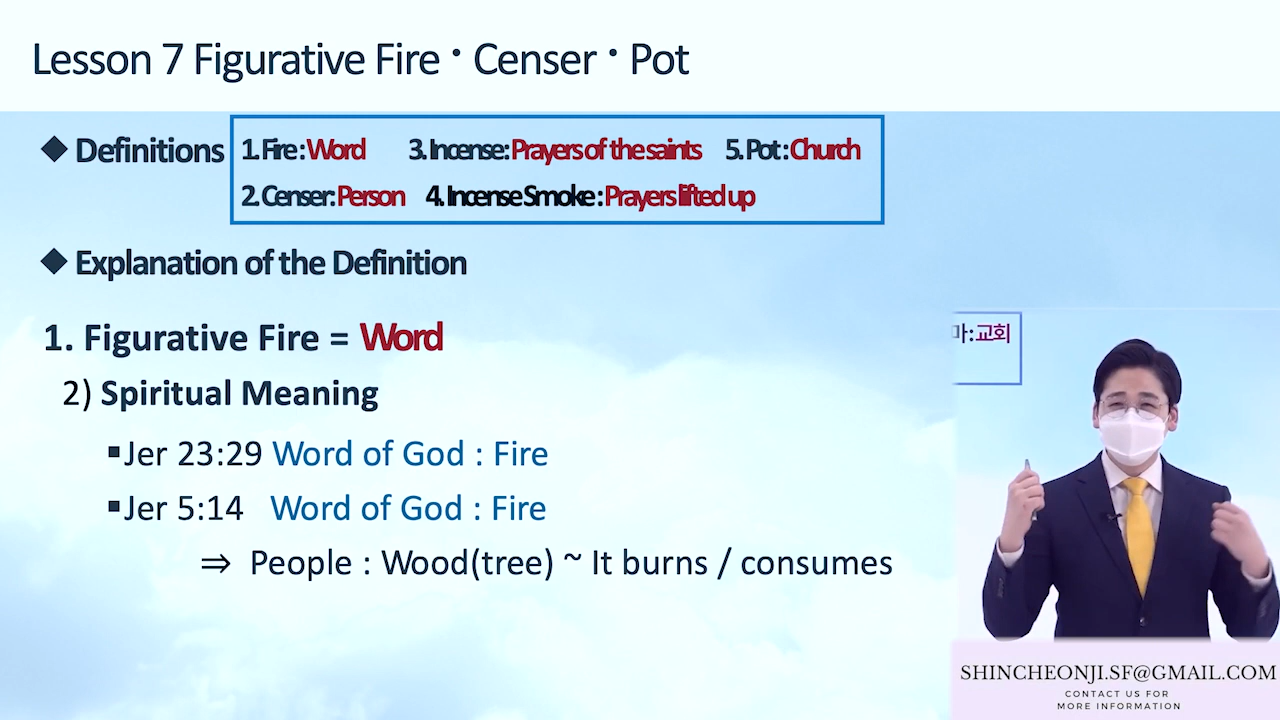 Lesson 7 Figurative Fire · Censer · Pot
◆ Definitions
1. Fire : Word 3. Incense: Prayers of the saints 5. Pot : Church
2. Censer: Person 4. Incense Smoke : Prayers lifted up
◆ Explanation of the Definition
1. Figurative Fire = Word
2) Spiritual Meaning
▪Jer 23:29 Word of God : Fire
▪Jer 5:14 Word of God : Fire
⇒ People : Wood(tree) ~ It burns / consumes
마:교회
SHINCHEONJI.SF@GMAIL.COM
CONTACT US FOR
MORE INFORMATION